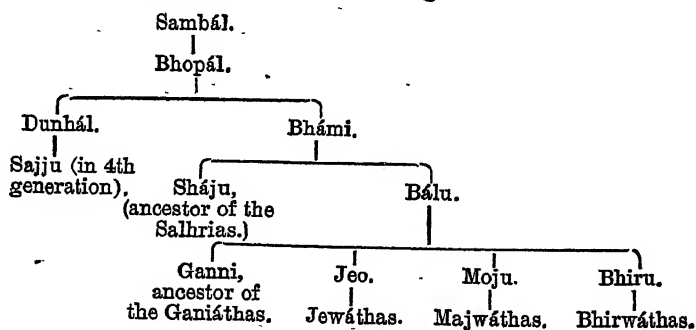 Sambál.
Bhopál.
Dunhál. Bhámi.
Sajju (in 4th
generation). Sháju, Bálu.
(ancestor of the
Salhrias.)
Ganni, Jeo. Moju. Bhiru.
ancestor of
the Ganiáthas. Jewáthas. Majwáthas. Bhirwáthas.